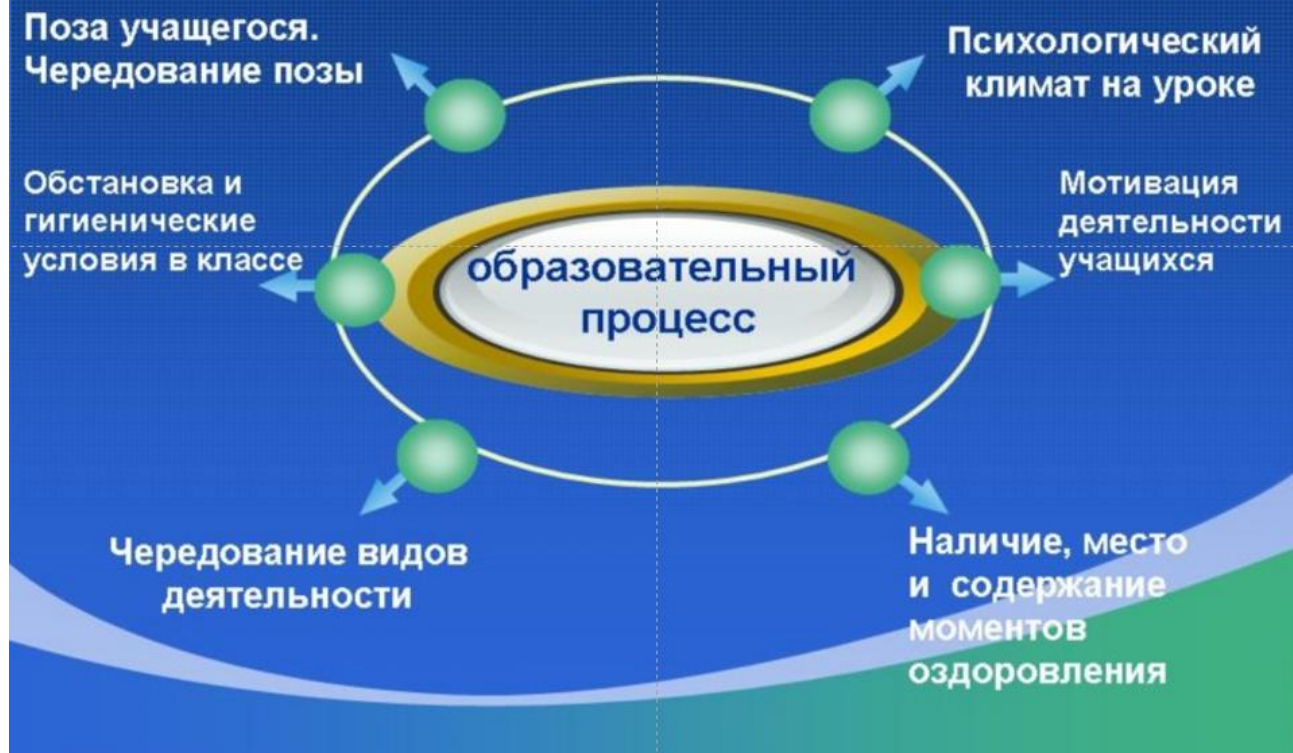 Поза учащегося.
Чередование позы
Психологический
климат на уроке
Обстановка и
гигиенические
условия в классе
Мотивация
деятельности
учащихся
образовательный
процесс
Чередование видов
деятельности
Наличие, место
и содержание
моментов
оздоровления